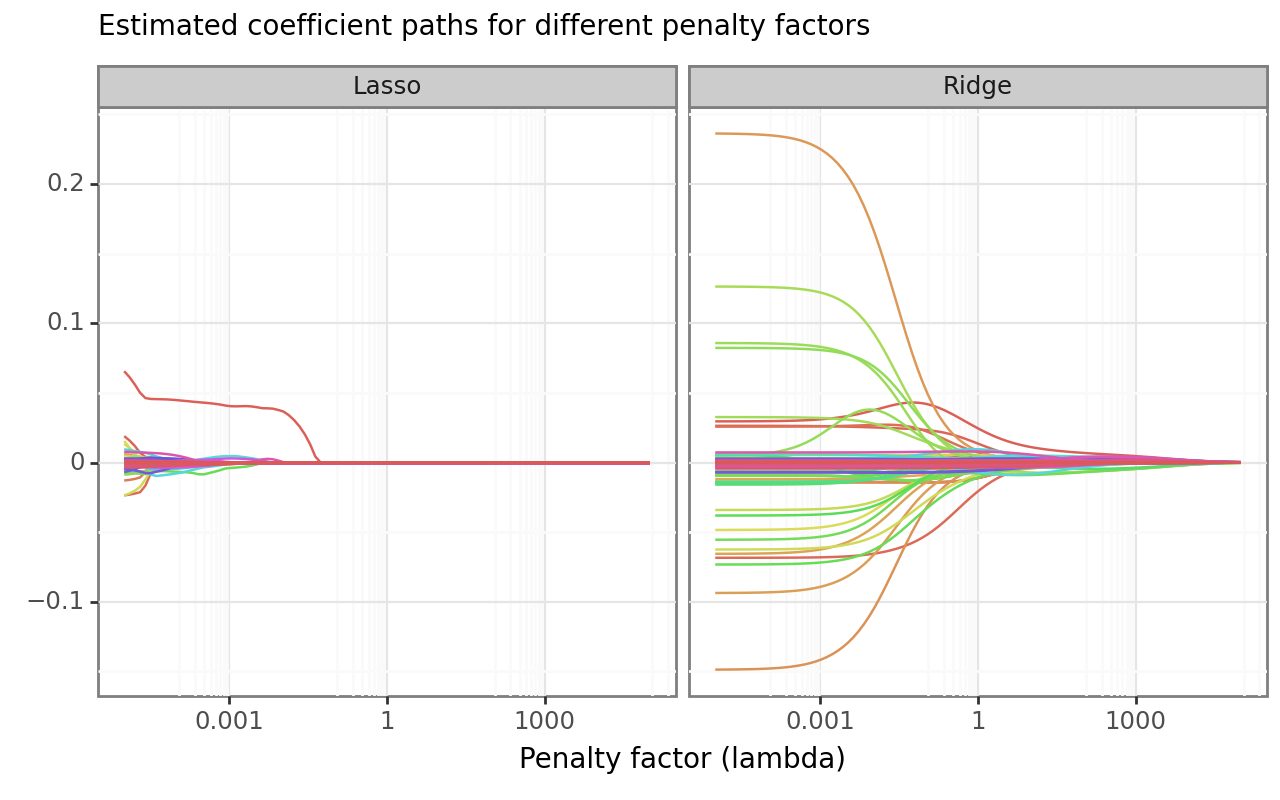 Estimated coefficient paths for different penalty factors
Lasso
Ridge
0.2
0.1
0
−0.1
0.001
1
1000
0.001
1
1000
Penalty factor (lambda)